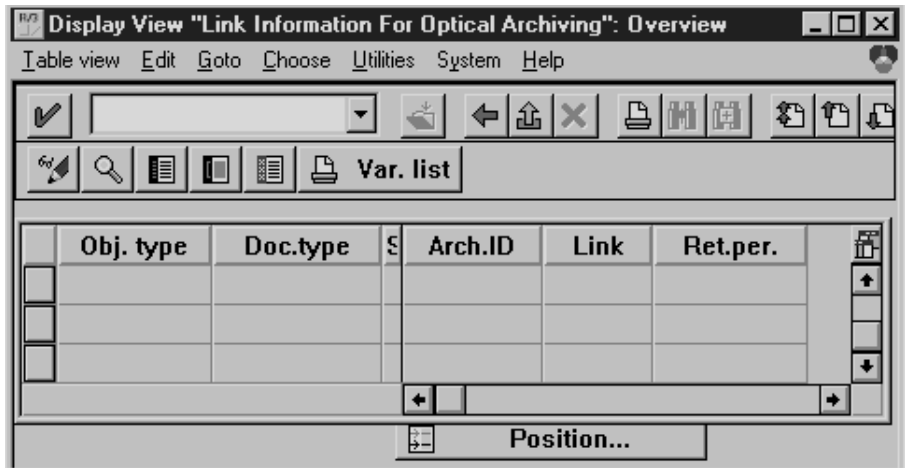 R/3 Display View "Link Information For Optical Archiving": Overview
Table view Edit Goto Choose Utilities System Help
Var. list
Obj. type Doc.type S Arch.ID Link Ret.per.
Position...